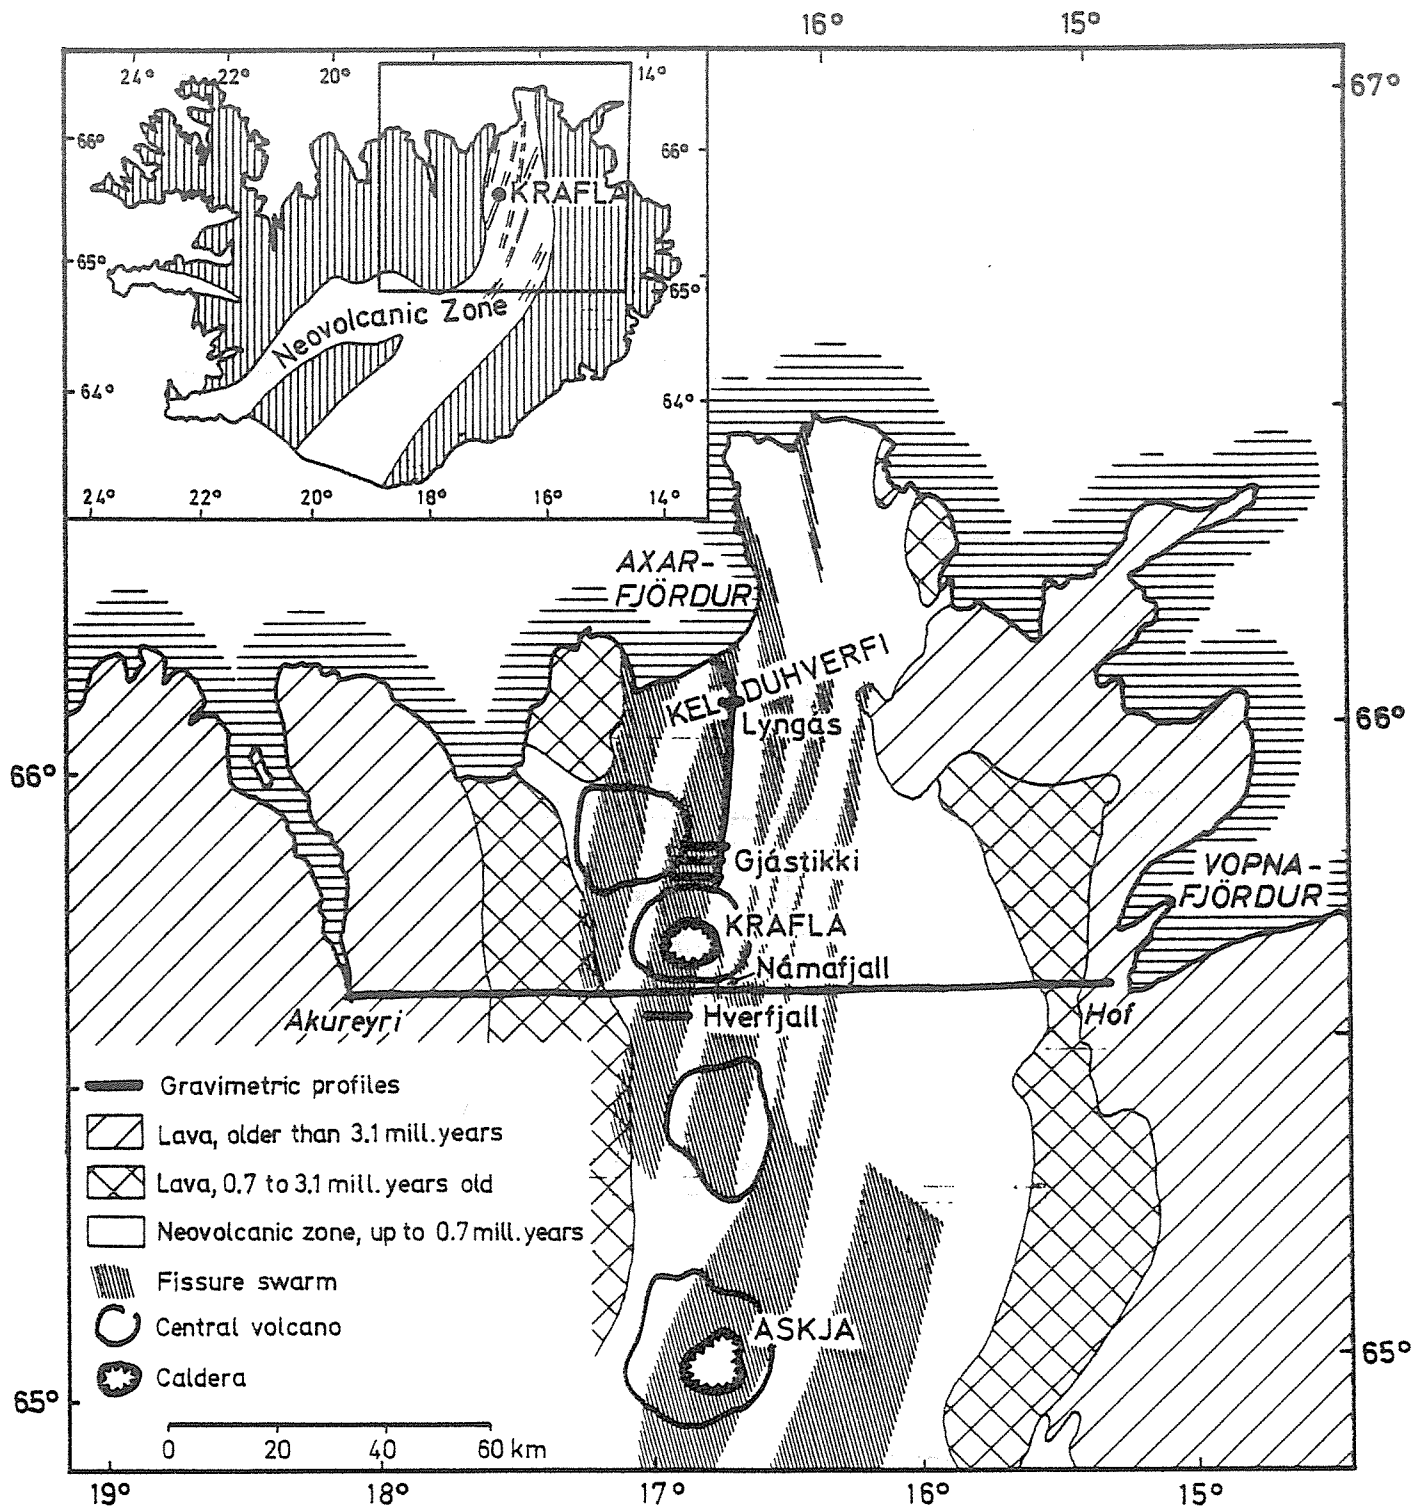 16° 15°
24° 22° 20° 14°
67°
66° 66°
KRAFLA
65° 65°
Neovolcanic Zone
64° 64°
24° 22° 20° 18° 16° 14°
AXAR-
FJÖRDUR
KELDUHVERFI
Lyngás
66° 66°
Gjástikki
VOPNA-
FJÖRDUR
KRAFLA
Námafjall
Akureyri
Hverfjall
Hof
Gravimetric profiles
Lava, older than 3.1 mill. years
Lava, 0.7 to 3.1 mill. years old
Neovolcanic zone, up to 0.7 mill. years
Fissure swarm
Central volcano
ASKJA
Caldera
65° 65°
0 20 40 60 km
19° 18° 17° 16° 15°